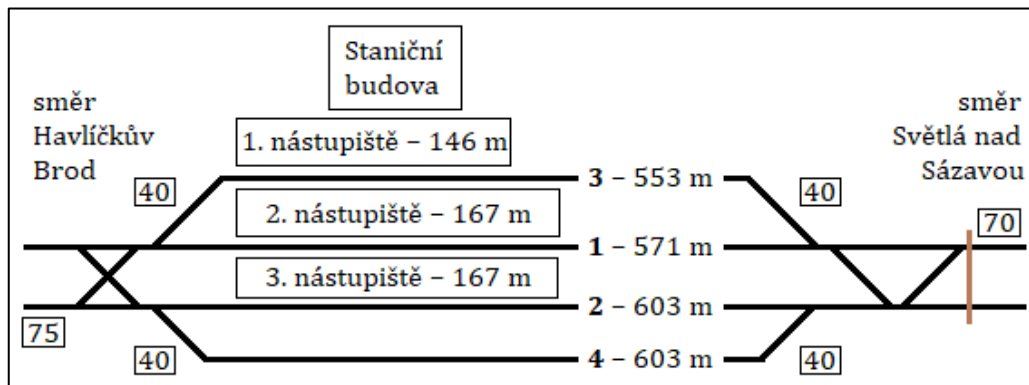 Staniční
budova
směr
Havlíčkův
Brod
směr
Světlá nad
Sázavou
1. nástupiště – 146 m
40
3 – 553 m
40
2. nástupiště – 167 m
70
1 – 571 m
3. nástupiště – 167 m
2 – 603 m
75
40
4 – 603 m
40